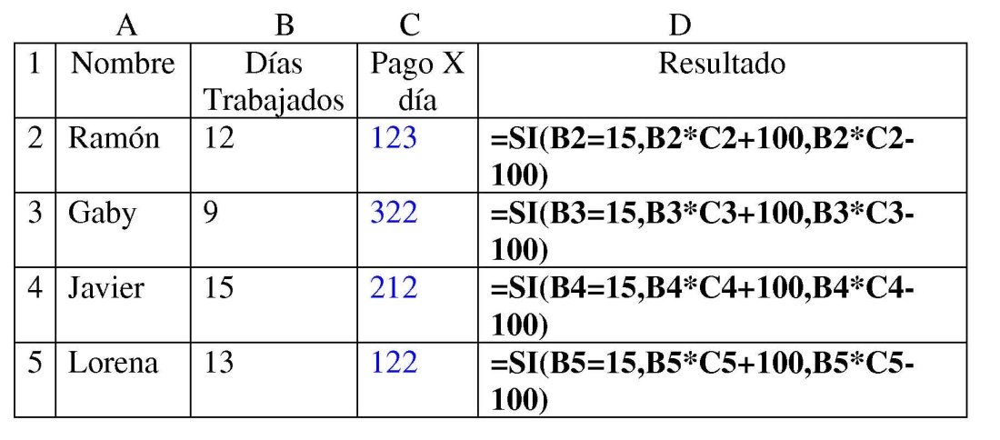 A B C D
1 Nombre Días Trabajados Pago X día Resultado
2 Ramón 12 123 =SI(B2=15,B2*C2+100,B2*C2-
100)
3 Gaby 9 322 =SI(B3=15,B3*C3+100,B3*C3-
100)
4 Javier 15 212 =SI(B4=15,B4*C4+100,B4*C4-
100)
5 Lorena 13 122 =SI(B5=15,B5*C5+100,B5*C5-
100)